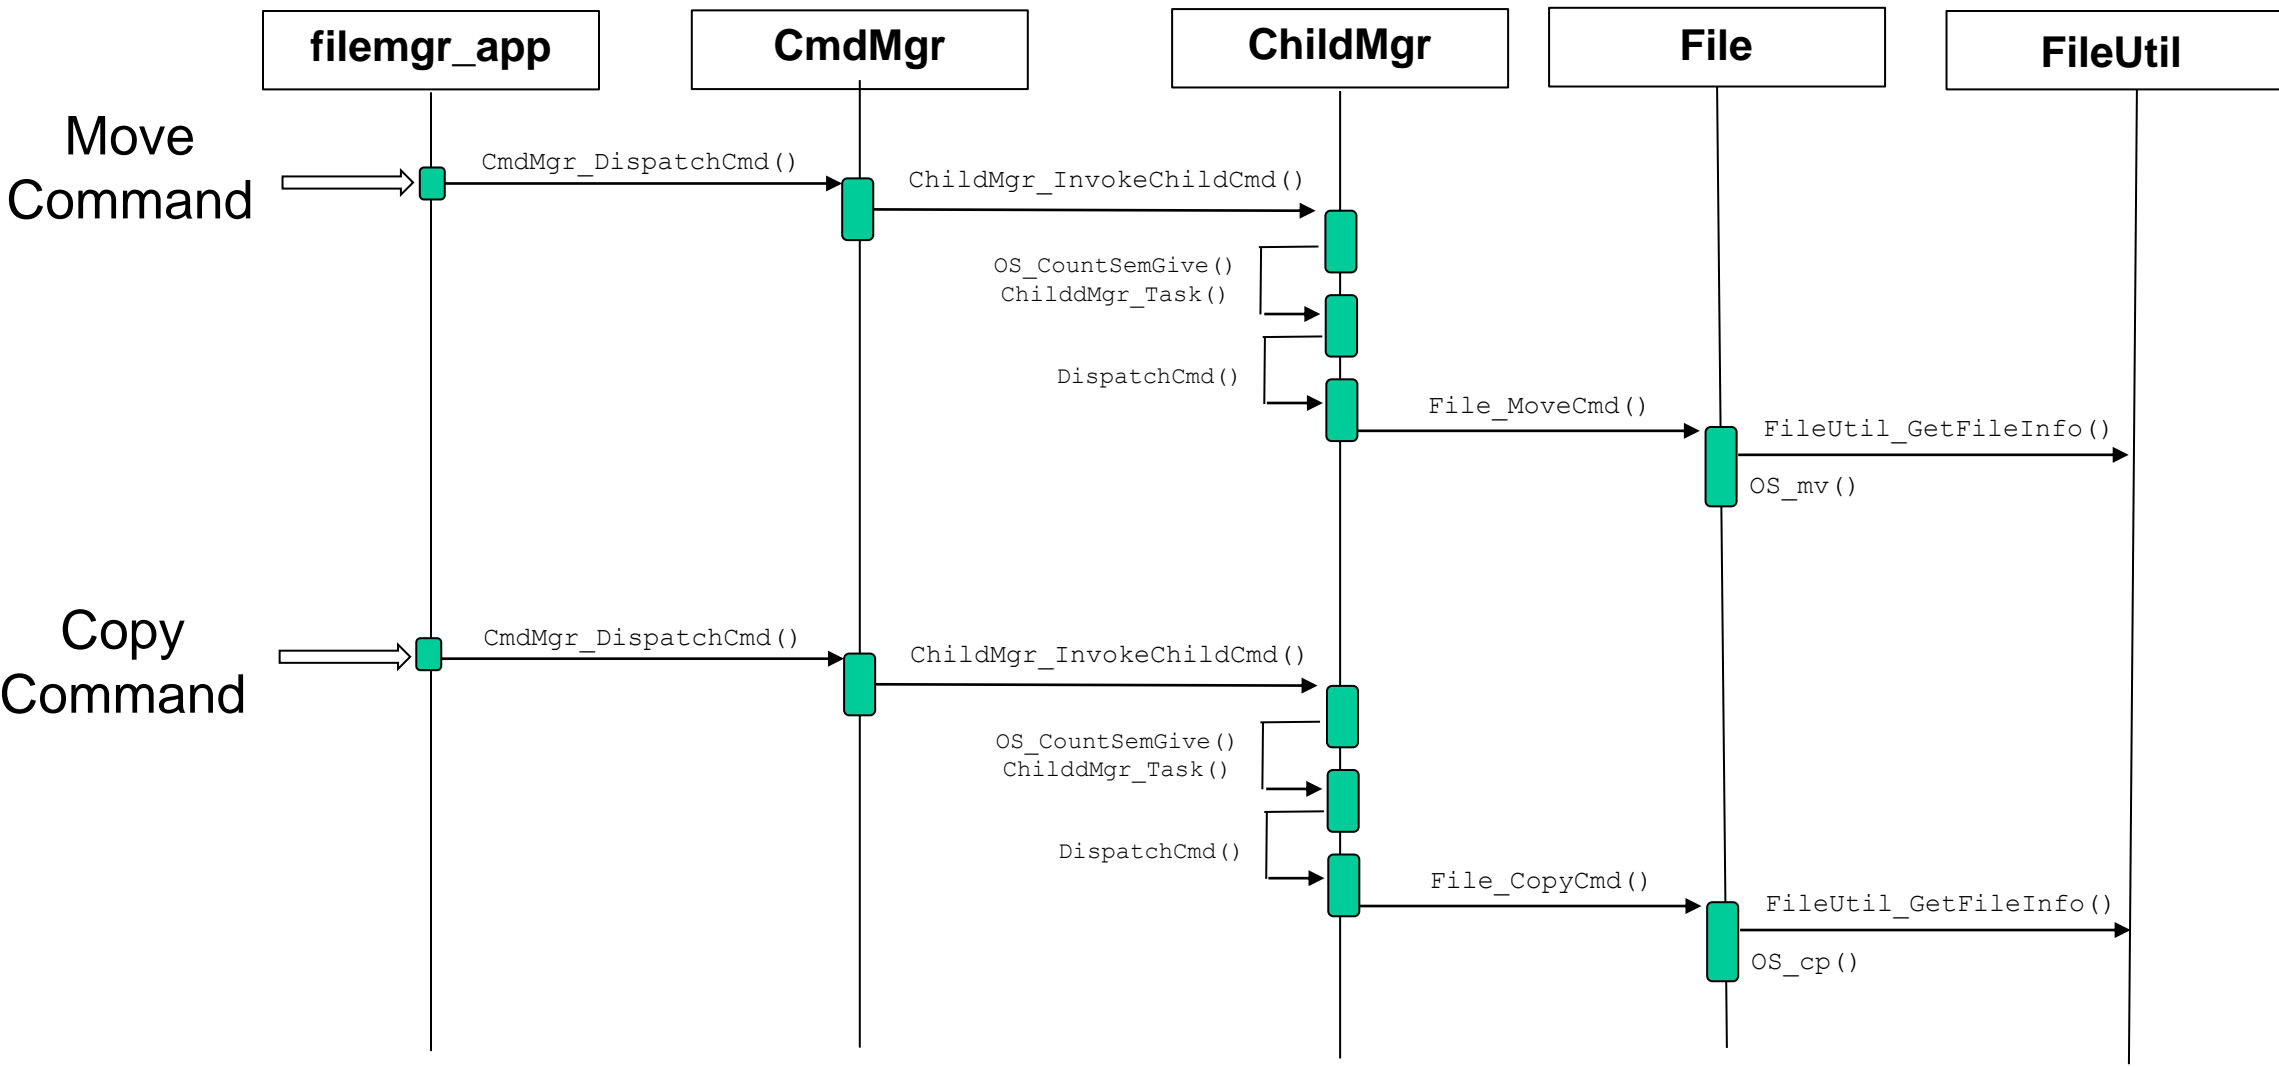 filemgr_app
CmdMgr
ChildMgr
File
FileUtil
Move
Command
CmdMgr_DispatchCmd()
ChildMgr_InvokeChildCmd()
OS_CountSemGive()
ChilddMgr_Task()
DispatchCmd()
File_MoveCmd()
FileUtil_GetFileInfo()
OS_mv()
Copy
Command
CmdMgr_DispatchCmd()
ChildMgr_InvokeChildCmd()
OS_CountSemGive()
ChilddMgr_Task()
DispatchCmd()
File_CopyCmd()
FileUtil_GetFileInfo()
OS_cp()